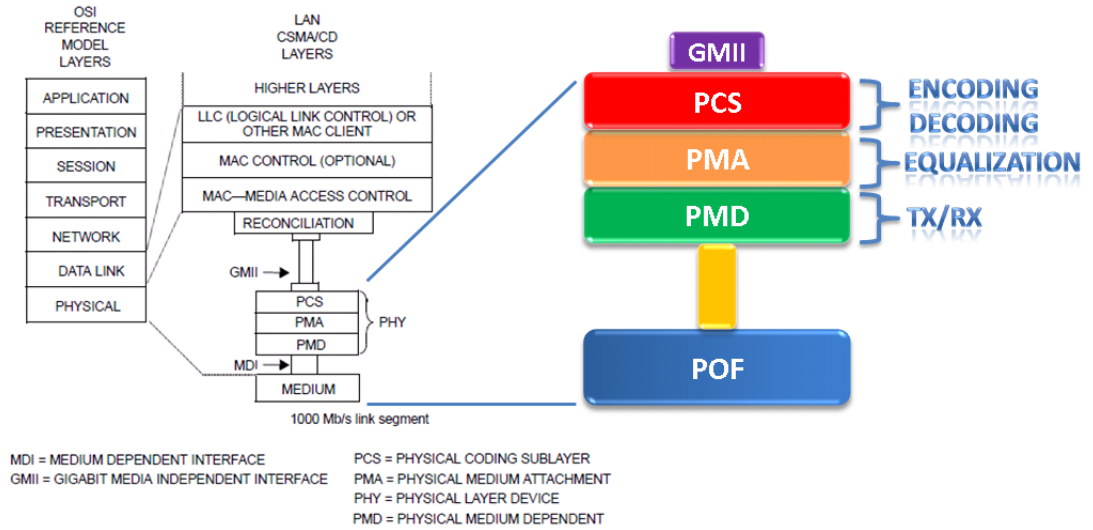 OSI
REFERENCE
MODEL
LAYERS
APPLICATION
PRESENTATION
SESSION
TRANSPORT
NETWORK
DATA LINK
PHYSICAL
LAN
CSMA/CD
LAYERS
HIGHER LAYERS
LLC (LOGICAL LINK CONTROL) OR
OTHER MAC CLIENT
MAC CONTROL (OPTIONAL)
MAC—MEDIA ACCESS CONTROL
RECONCILIATION
GMII
PCS
PMA
PMD
PHY
MDI
MEDIUM
1000 Mb/s link segment
GMII
PCS
ENCODING
DECODING
PMA
EQUALIZATION
PMD
TX/RX
POF
MDI = MEDIUM DEPENDENT INTERFACE
GMII = GIGABIT MEDIA INDEPENDENT INTERFACE
PCS = PHYSICAL CODING SUBLAYER
PMA = PHYSICAL MEDIUM ATTACHMENT
PHY = PHYSICAL LAYER DEVICE
PMD = PHYSICAL MEDIUM DEPENDENT